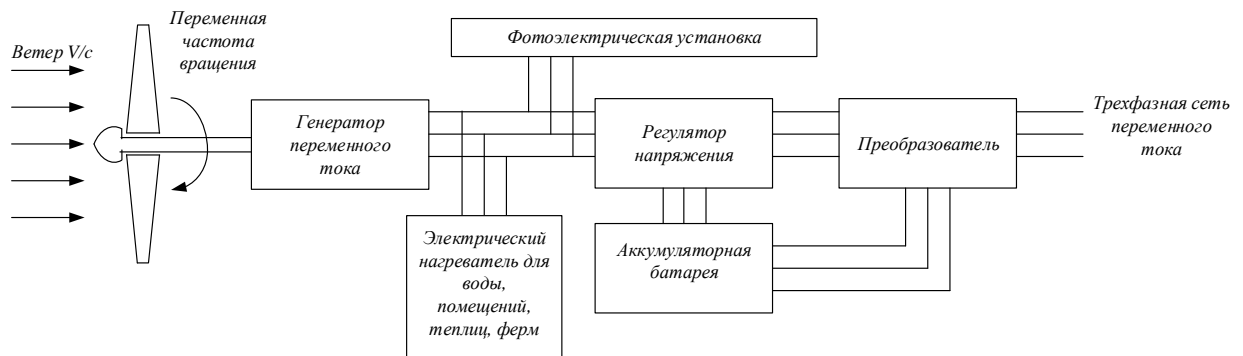 Ветер V/c
Переменная
частота
вращения
Фотоэлектрическая установка
Генератор
переменного
тока
Регулятор
напряжения
Преобразователь
Трехфазная сеть
переменного
тока
Электрический
нагреватель для
воды,
помещений,
теплиц, ферм
Аккумуляторная
батарея